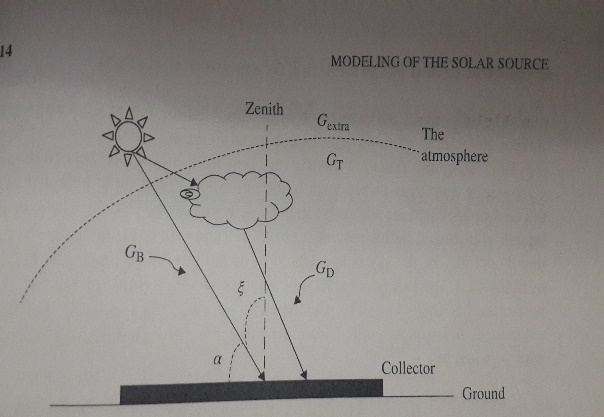 14
MODELING OF THE SOLAR SOURCE
Zenith
Gextra
The
atmosphere
GT
GB
GD
ξ
α
Collector
Ground